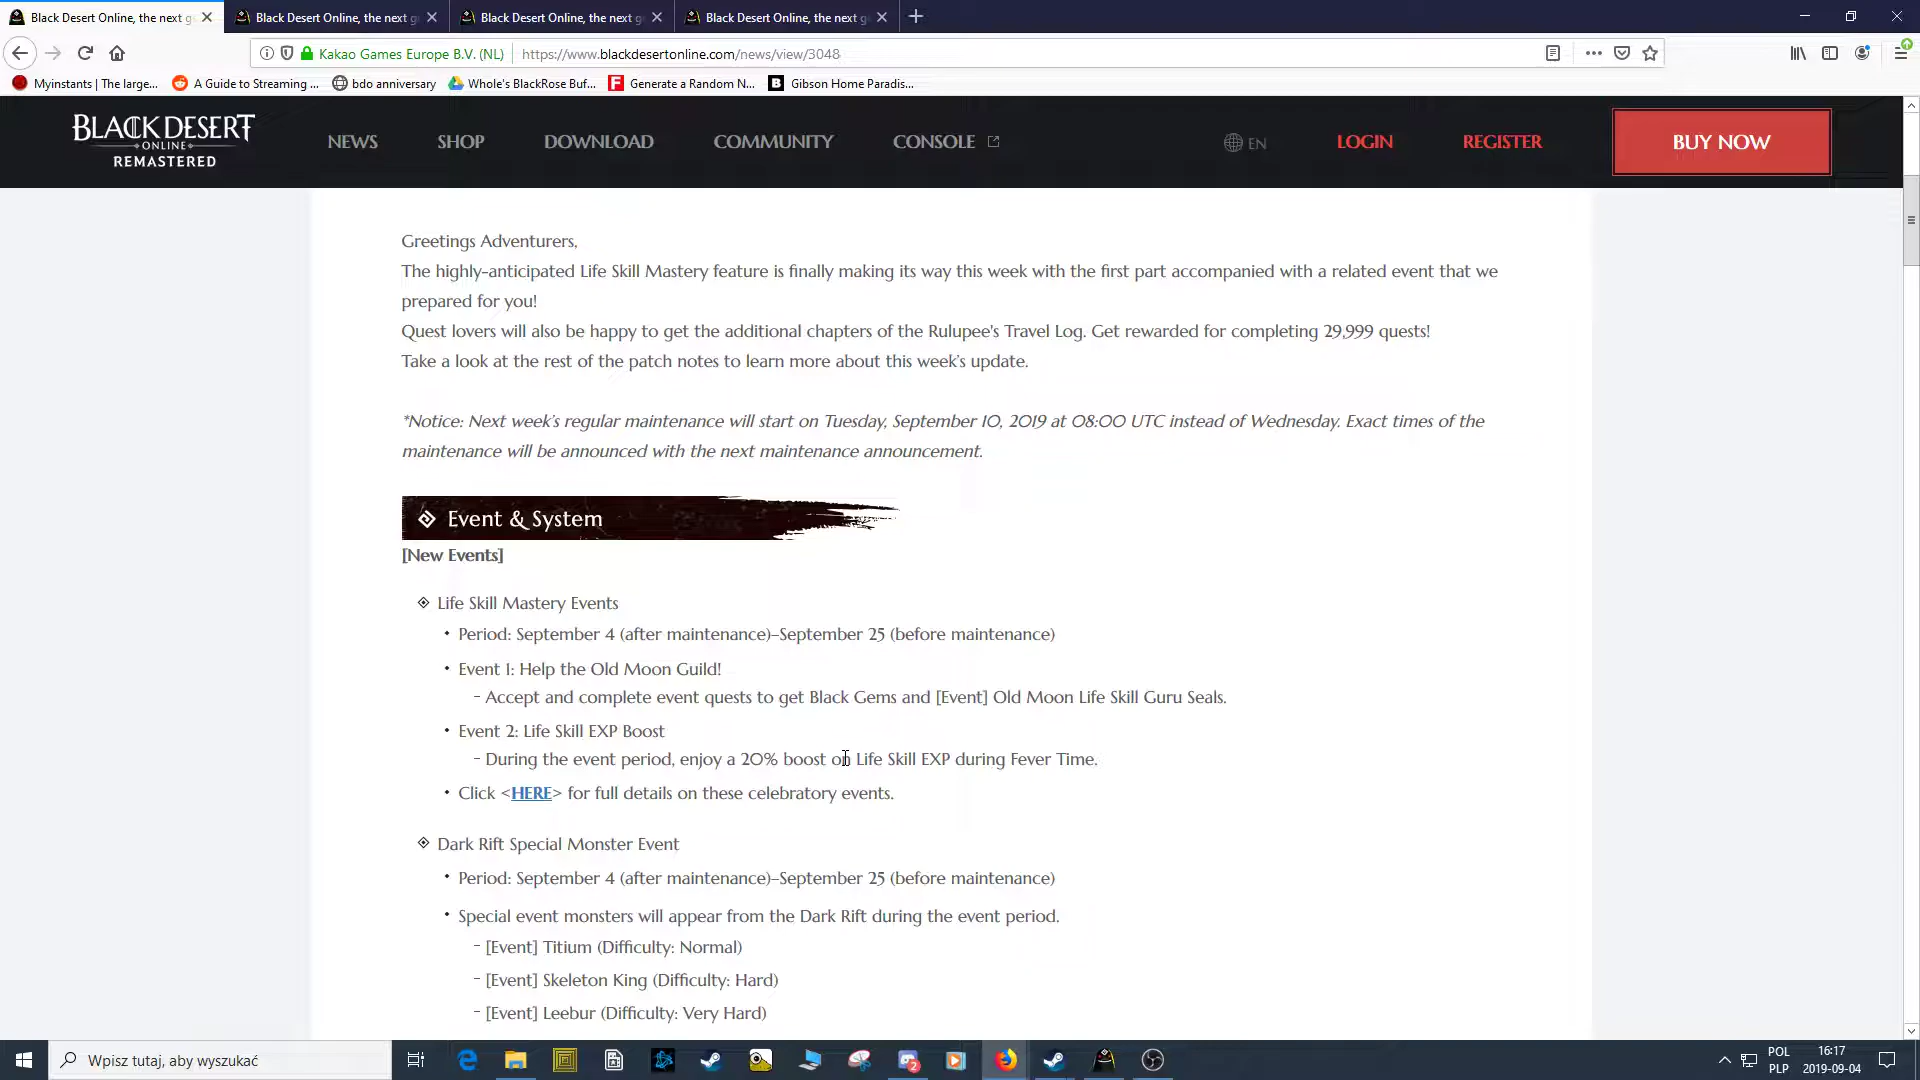 Black Desert Online, the next g
Black Desert Online, the next g
Black Desert Online, the next g
Black Desert Online, the next g
Kakao Games Europe B.V. (NL)
https://www.blackdesertonline.com/news/view/3048
Myinstants | The large...
A Guide to Streaming ...
bdo anniversary
Whole's BlackRose Buf...
Generate a Random N...
Gibson Home Paradis...
BLACK DESERT
ONLINE
REMASTERED
NEWS
SHOP
DOWNLOAD
COMMUNITY
CONSOLE
EN
LOGIN
REGISTER
BUY NOW
Greetings Adventurers,
The highly-anticipated Life Skill Mastery feature is finally making its way this week with the first part accompanied with a related event that we
prepared for you!
Quest lovers will also be happy to get the additional chapters of the Rulupee's Travel Log. Get rewarded for completing 29,999 quests!
Take a look at the rest of the patch notes to learn more about this week's update.
*Notice: Next week's regular maintenance will start on Tuesday, September 10, 2019 at 08:00 UTC instead of Wednesday. Exact times of the
maintenance will be announced with the next maintenance announcement.
Event & System
[New Events]
Life Skill Mastery Events
• Period: September 4 (after maintenance)–September 25 (before maintenance)
• Event 1: Help the Old Moon Guild!
– Accept and complete event quests to get Black Gems and [Event] Old Moon Life Skill Guru Seals.
• Event 2: Life Skill EXP Boost
– During the event period, enjoy a 20% boost on Life Skill EXP during Fever Time.
• Click <HERE> for full details on these celebratory events.
Dark Rift Special Monster Event
• Period: September 4 (after maintenance)–September 25 (before maintenance)
• Special event monsters will appear from the Dark Rift during the event period.
– [Event] Titium (Difficulty: Normal)
– [Event] Skeleton King (Difficulty: Hard)
– [Event] Leebur (Difficulty: Very Hard)
Wpisz tutaj, aby wyszukać
2
POL
PLP
16:17
2019-09-04